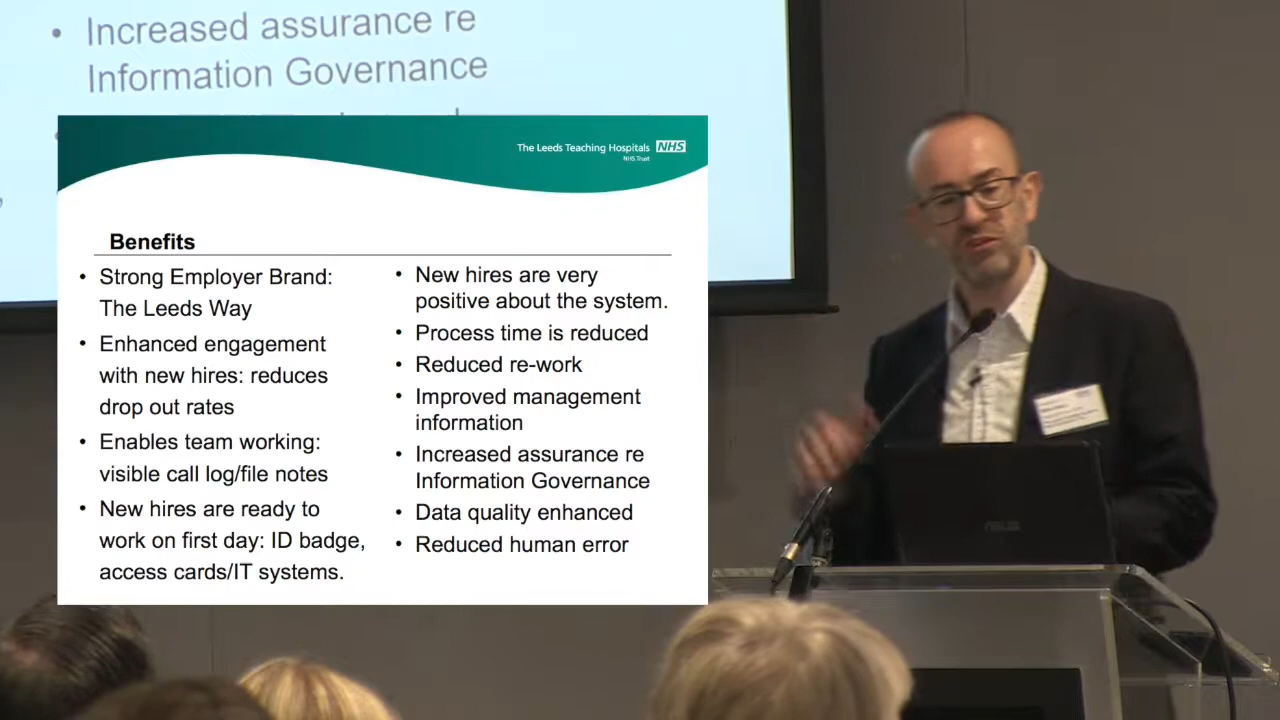 • Increased assurance re
Information Governance
The Leeds Teaching Hospitals NHS
NHS Trust
Benefits
• Strong Employer Brand:
The Leeds Way
• Enhanced engagement
with new hires: reduces
drop out rates
• Enables team working:
visible call log/file notes
• New hires are ready to
work on first day: ID badge,
access cards/IT systems.
• New hires are very
positive about the system.
• Process time is reduced
• Reduced re-work
• Improved management
information
• Increased assurance re
Information Governance
• Data quality enhanced
• Reduced human error
ASUS